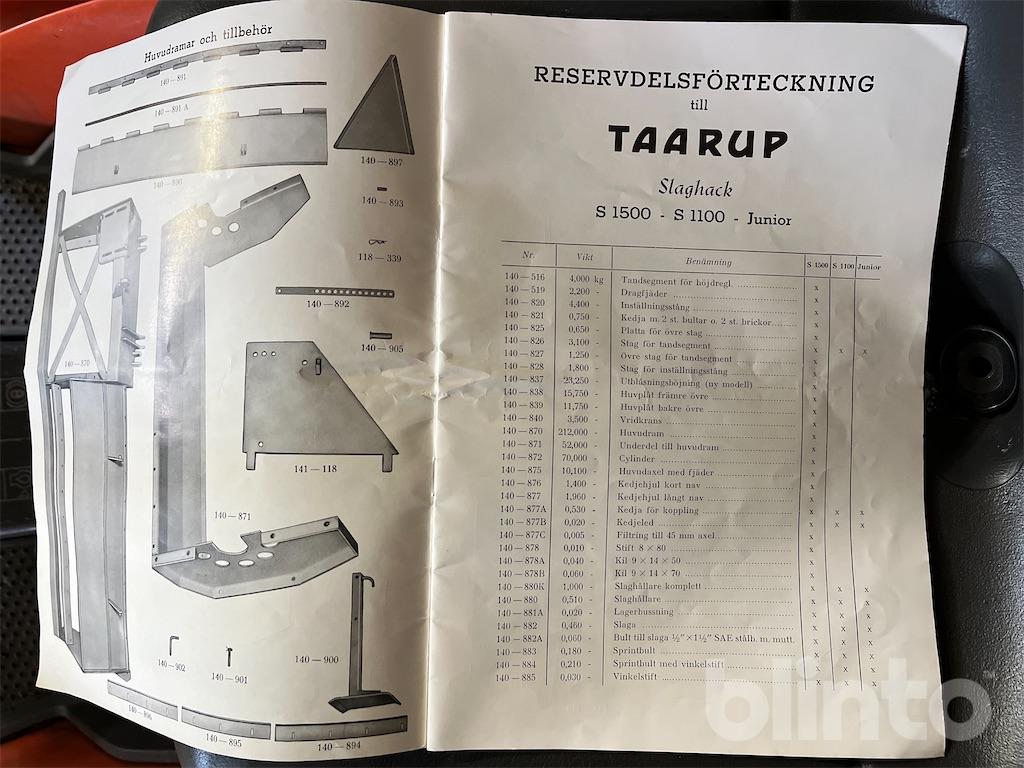 Huvudramar och tillbehör
140—891
140—891 A
140—890
140—897
140—893
118—339
140—892
140—870
140—905
141—118
140—871
140—902
140—901
140—900
140—896
140—895
140—894
RESERVDELSFÖRTECKNING
till
TAARUP
Slaghack
S 1500 - S 1100 - Junior
Nr. Vikt Benämning S 1500 S 1100 Junior
140—516 4,000 kg Tandsegment för höjdregl. x
140—519 2,200 - Dragfjäder x
140—820 4,400 - Inställningsstång x
140—821 0,750 - Kedja m. 2 st. bultar o. 2 st. brickor x
140—825 0,650 - Platta för övre stag x
140—826 3,100 - Stag för tandsegment x x x
140—827 1,250 - Övre stag för tandsegment x
140—828 1,800 - Stag för inställningsstång x
140—837 23,250 - Utblåsningsböjning (ny modell) x
140—838 15,750 - Huvplåt främre övre x
140—839 11,750 - Huvplåt bakre övre x
140—840 3,500 - Vridkrans x
140—870 212,000 - Huvudram x
140—871 52,000 - Underdel till huvudram x
140—872 70,000 - Cylinder x
140—875 10,100 - Huvudaxel med fjäder x
140—876 1,400 - Kedjehjul kort nav x
140—877 1,960 - Kedjehjul långt nav x
140—877A 0,530 - Kedja för koppling x x x
140—877B 0,020 - Kedjeled x x x
140—877C 0,005 - Filtring till 45 mm axel x
140—878 0,010 - Stift 8 × 80 x
140—878A 0,040 - Kil 9 × 14 × 50 x
140—878B 0,060 - Kil 9 × 14 × 70 x
140—880K 1,000 - Slaghållare komplett x x x
140—880 0,510 - Slaghållare x x x
140—881A 0,020 - Lagerbussning x x x
140—882 0,460 - Slaga x x x
140—882A 0,060 - Bult till slaga ½″×1½″ SAE stålb. m. mutt. x x x
140—883 0,180 - Sprintbult x x x
140—884 0,210 - Sprintbult med vinkelstift x x x
140—885 0,030 - Vinkelstift x x x
blinto™